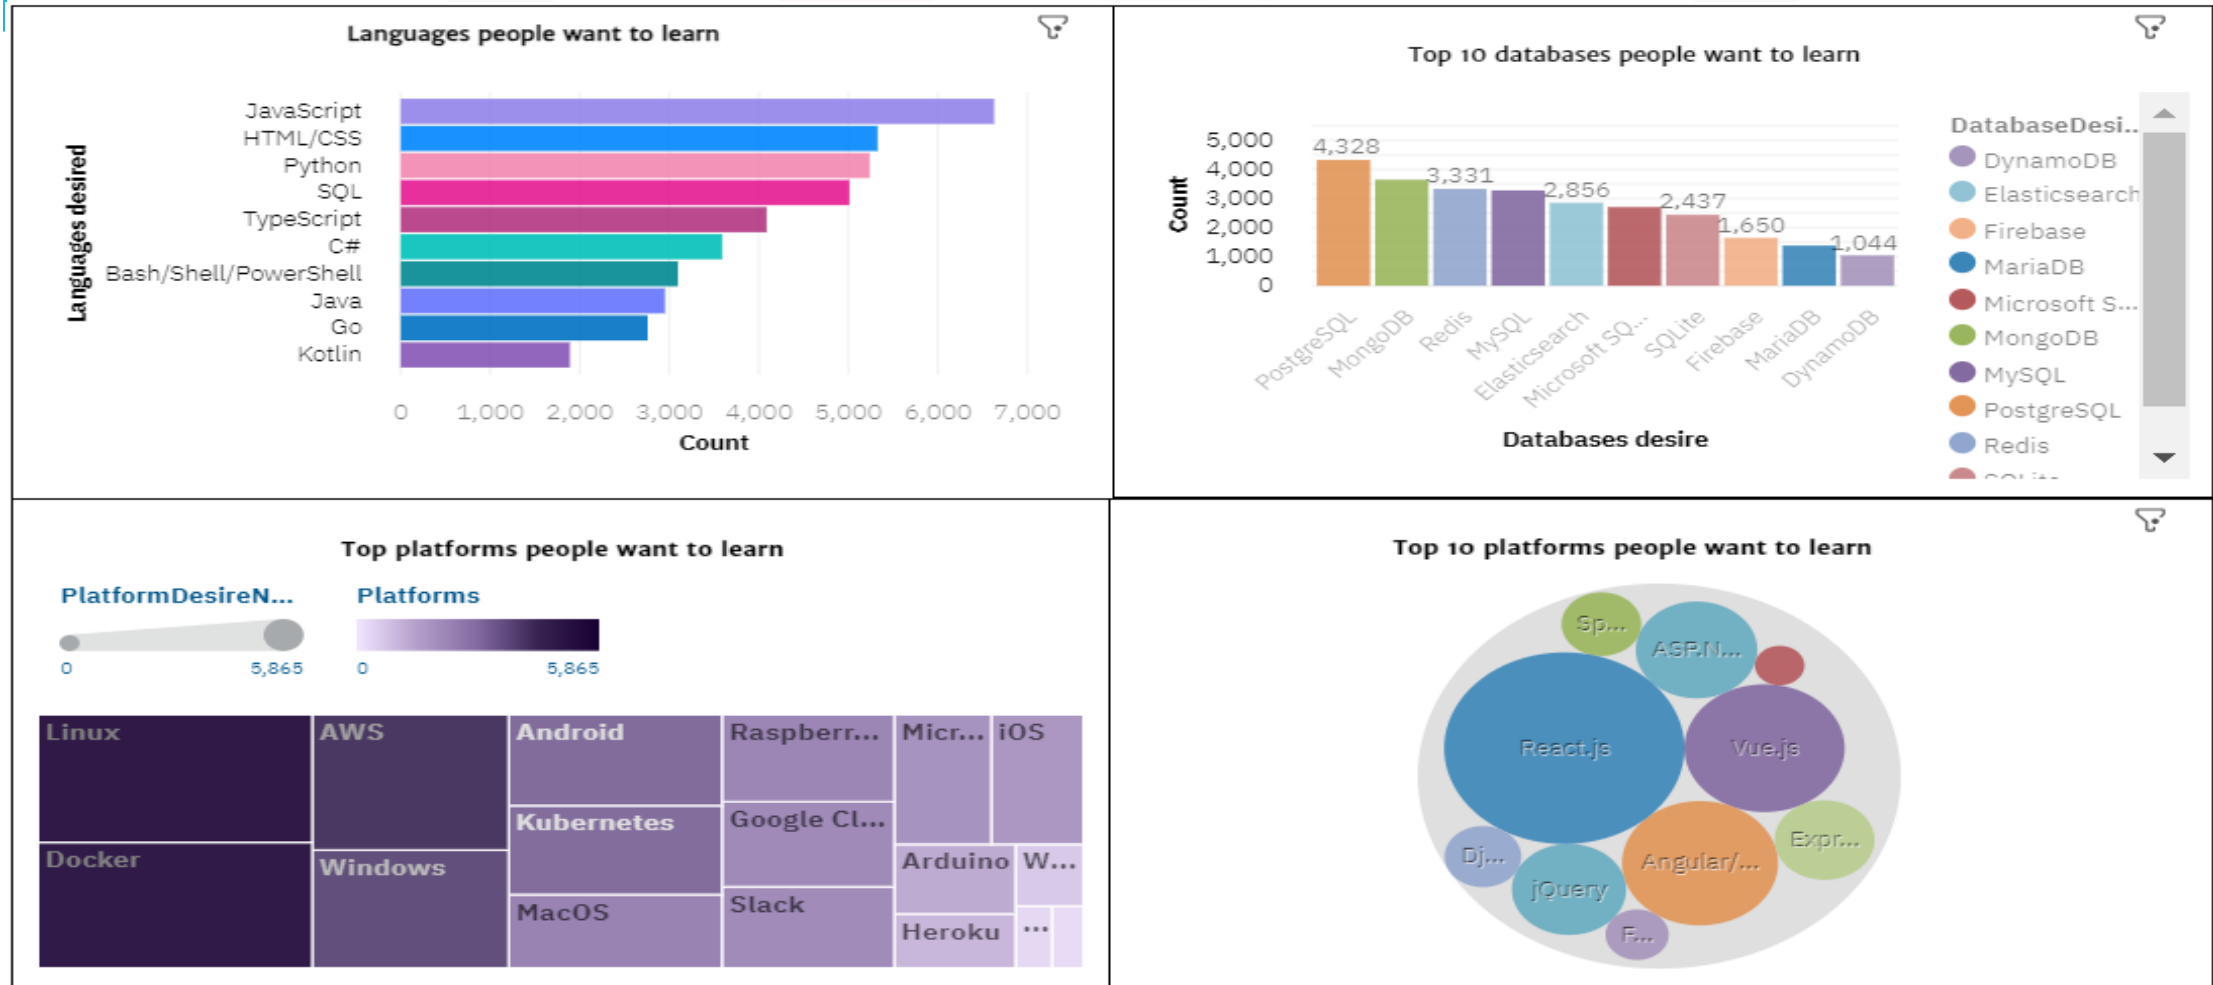 Languages people want to learn
Languages desired
JavaScript
HTML/CSS
Python
SQL
TypeScript
C#
Bash/Shell/PowerShell
Java
Go
Kotlin
0 1,000 2,000 3,000 4,000 5,000 6,000 7,000
Count
Top 10 databases people want to learn
Count
5,000
4,000
3,000
2,000
1,000
0
4,328
3,331
2,856
2,437
1,650
1,044
PostgreSQL
MongoDB
Redis
MySQL
Elasticsearch
Microsoft SQ...
SQLite
Firebase
MariaDB
DynamoDB
Databases desire
DatabaseDesi...
DynamoDB
Elasticsearch
Firebase
MariaDB
Microsoft S...
MongoDB
MySQL
PostgreSQL
Redis
SQLite
Top platforms people want to learn
PlatformDesireN...
0 5,865
Platforms
0 5,865
Linux
Docker
AWS
Windows
Android
Kubernetes
MacOS
Raspberr...
Google Cl...
Slack
Micr...
iOS
Arduino
W...
Heroku
...
Top 10 platforms people want to learn
Sp...
ASP.N...
React.js
Vue.js
Expr...
Dj...
jQuery
Angular/...
F...